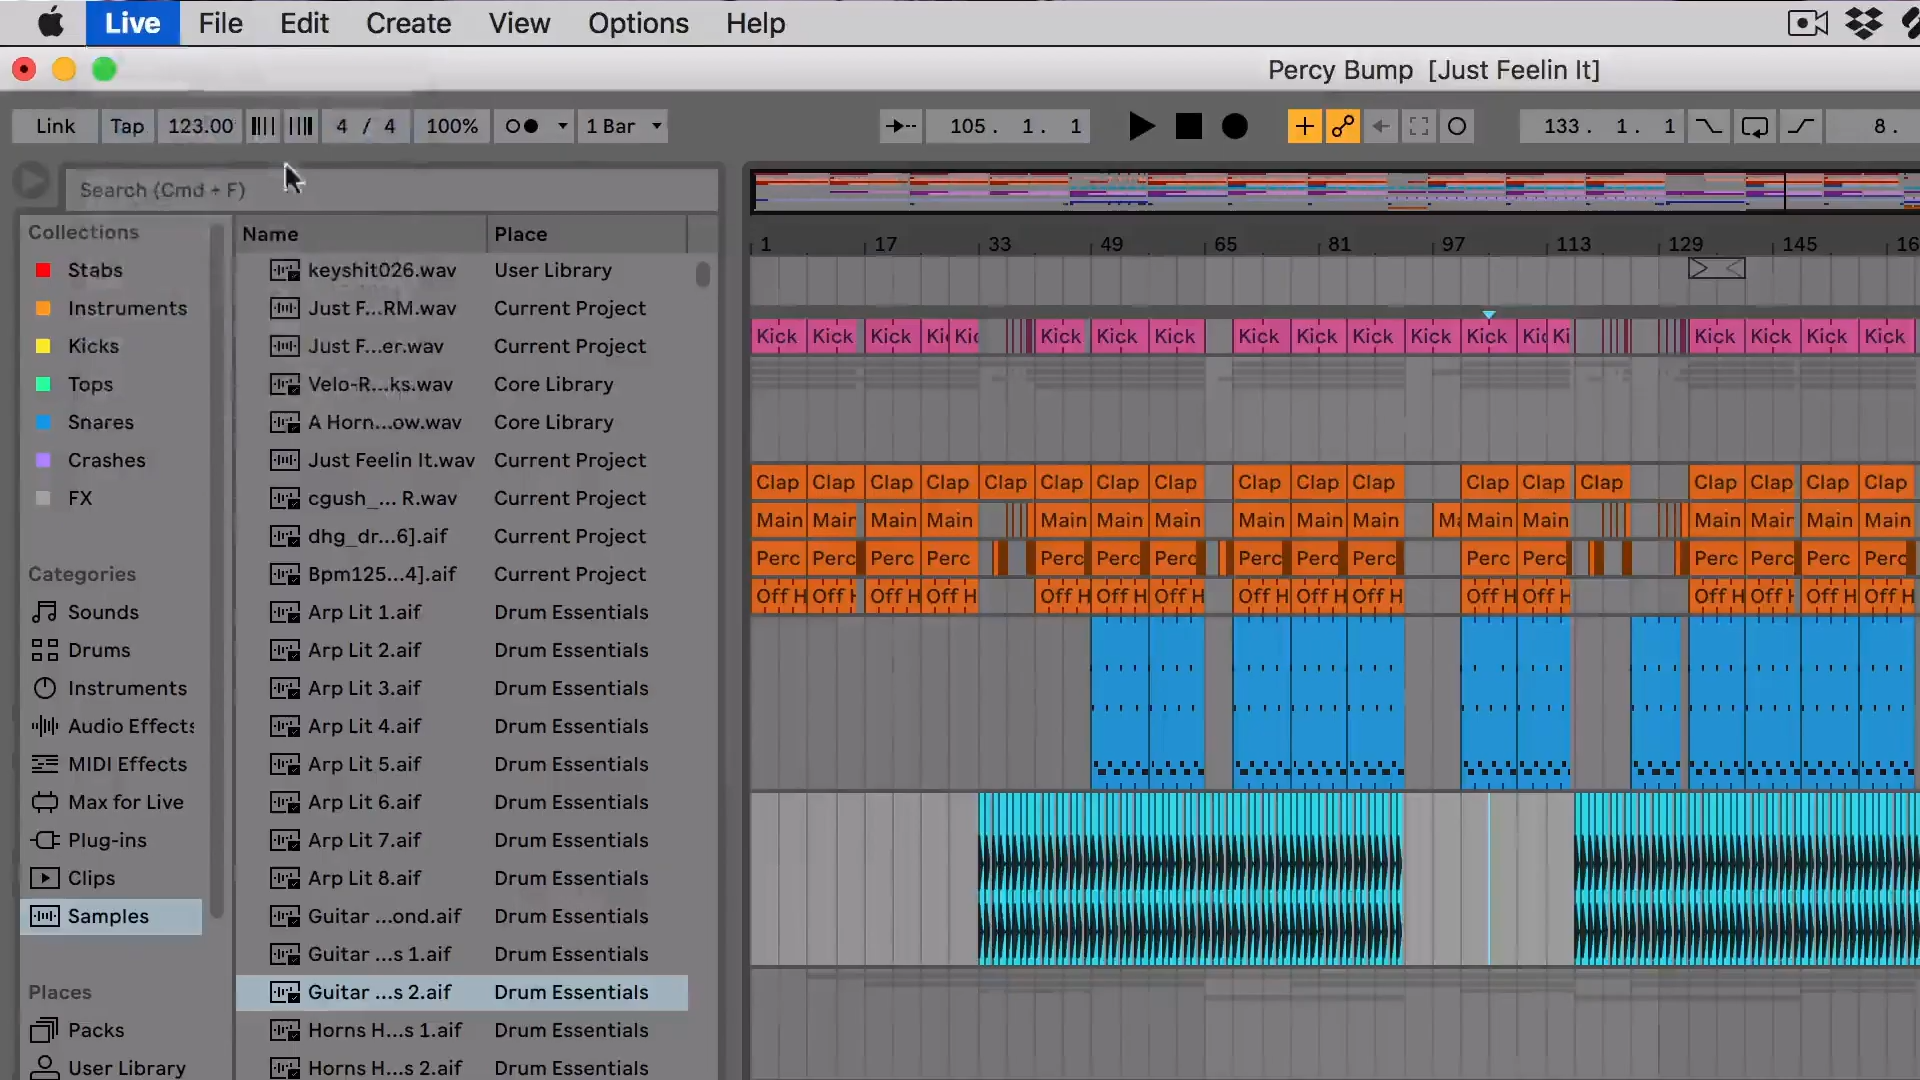 Live File Edit Create View Options Help
Percy Bump [Just Feelin It]
Link Tap 123.00 4 / 4 100% 1 Bar 105. 1. 1 133. 1. 1 8.
Search (Cmd + F)
Collections
Stabs
Instruments
Kicks
Tops
Snares
Crashes
FX
Categories
Sounds
Drums
Instruments
Audio Effects
MIDI Effects
Max for Live
Plug-ins
Clips
Samples
Places
Packs
User Library
Name Place
keyshit026.wav User Library
Just F...RM.wav Current Project
Just F...er.wav Current Project
Velo-R...ks.wav Core Library
A Horn...ow.wav Core Library
Just Feelin It.wav Current Project
cgush_... R.wav Current Project
dhg_dr...6].aif Current Project
Bpm125...4].aif Current Project
Arp Lit 1.aif Drum Essentials
Arp Lit 2.aif Drum Essentials
Arp Lit 3.aif Drum Essentials
Arp Lit 4.aif Drum Essentials
Arp Lit 5.aif Drum Essentials
Arp Lit 6.aif Drum Essentials
Arp Lit 7.aif Drum Essentials
Arp Lit 8.aif Drum Essentials
Guitar ...ond.aif Drum Essentials
Guitar ...s 1.aif Drum Essentials
Guitar ...s 2.aif Drum Essentials
Horns H...s 1.aif Drum Essentials
Horns H...s 2.aif Drum Essentials
1 17 33 49 65 81 97 113 129 145 16
Kick Kick Kick Ki Kic Kick Kick Kick Kick Kick Kick Kick Kick Kic Ki Kick Kick Kick Kick
Clap Clap Clap Clap Clap Clap Clap Clap Clap Clap Clap Clap Clap Clap Clap Clap Clap Clap
Main Main Main Main Main Main Main Main Main Main Ma Main Main Main Main Main Main
Perc Perc Perc Perc Perc Perc Perc Perc Perc Perc Perc Perc Perc Perc Perc Perc
Off H Off H Off H Off H Off H Off H Off H Off H Off H Off H Off H Off H Off H Off H Off H Off H